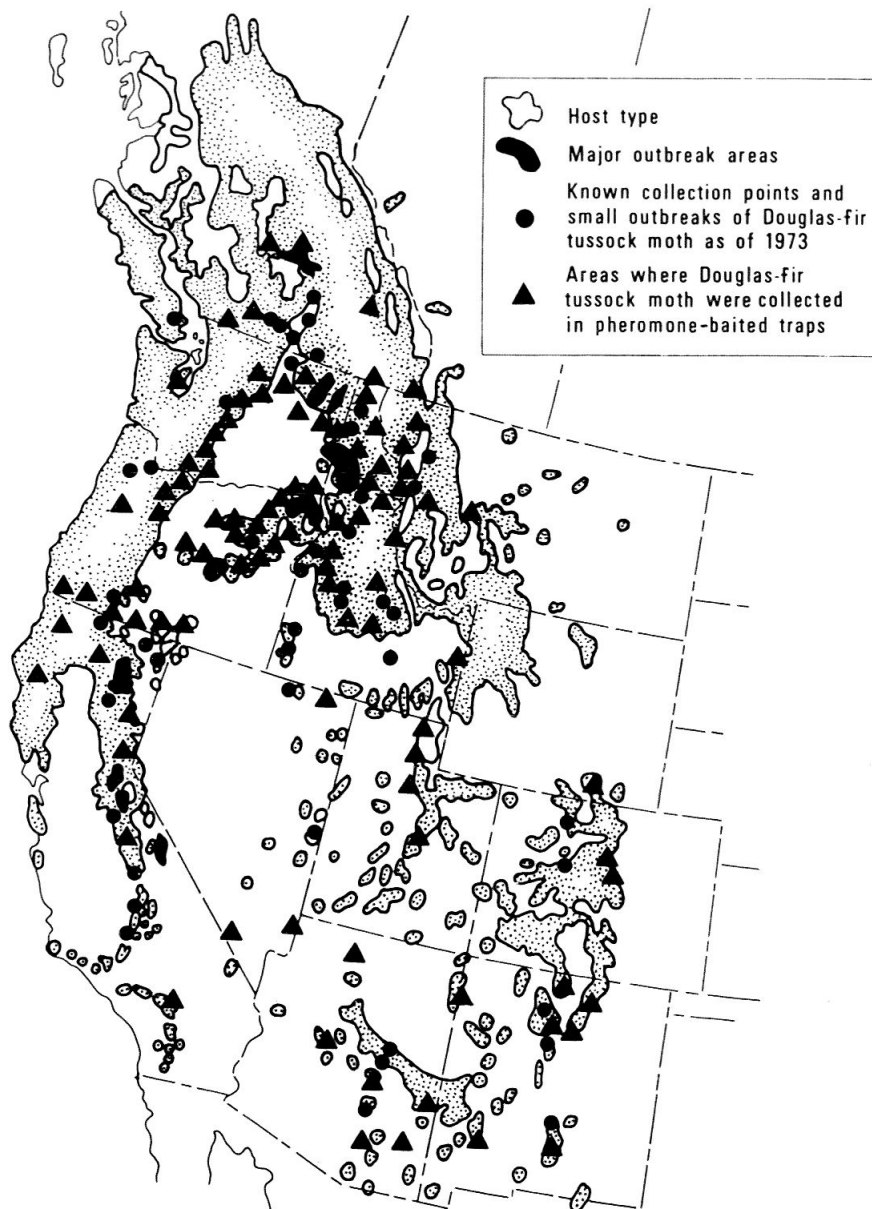 Host type
Major outbreak areas
Known collection points and
small outbreaks of Douglas-fir
tussock moth as of 1973
Areas where Douglas-fir
tussock moth were collected
in pheromone-baited traps